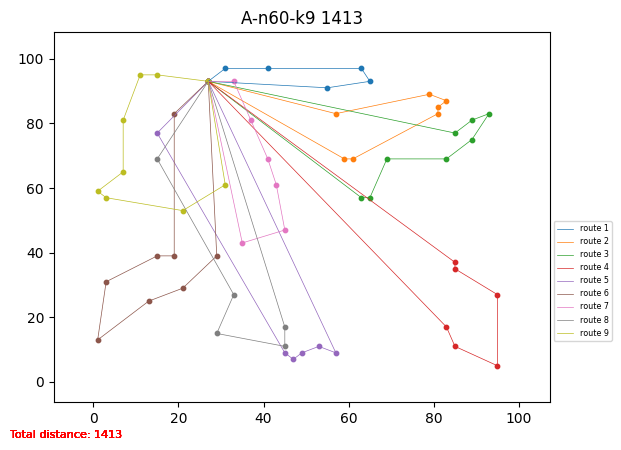 A-n60-k9 1413
100
80
60
40
20
0
0 20 40 60 80 100
route 1
route 2
route 3
route 4
route 5
route 6
route 7
route 8
route 9
Total distance: 1413